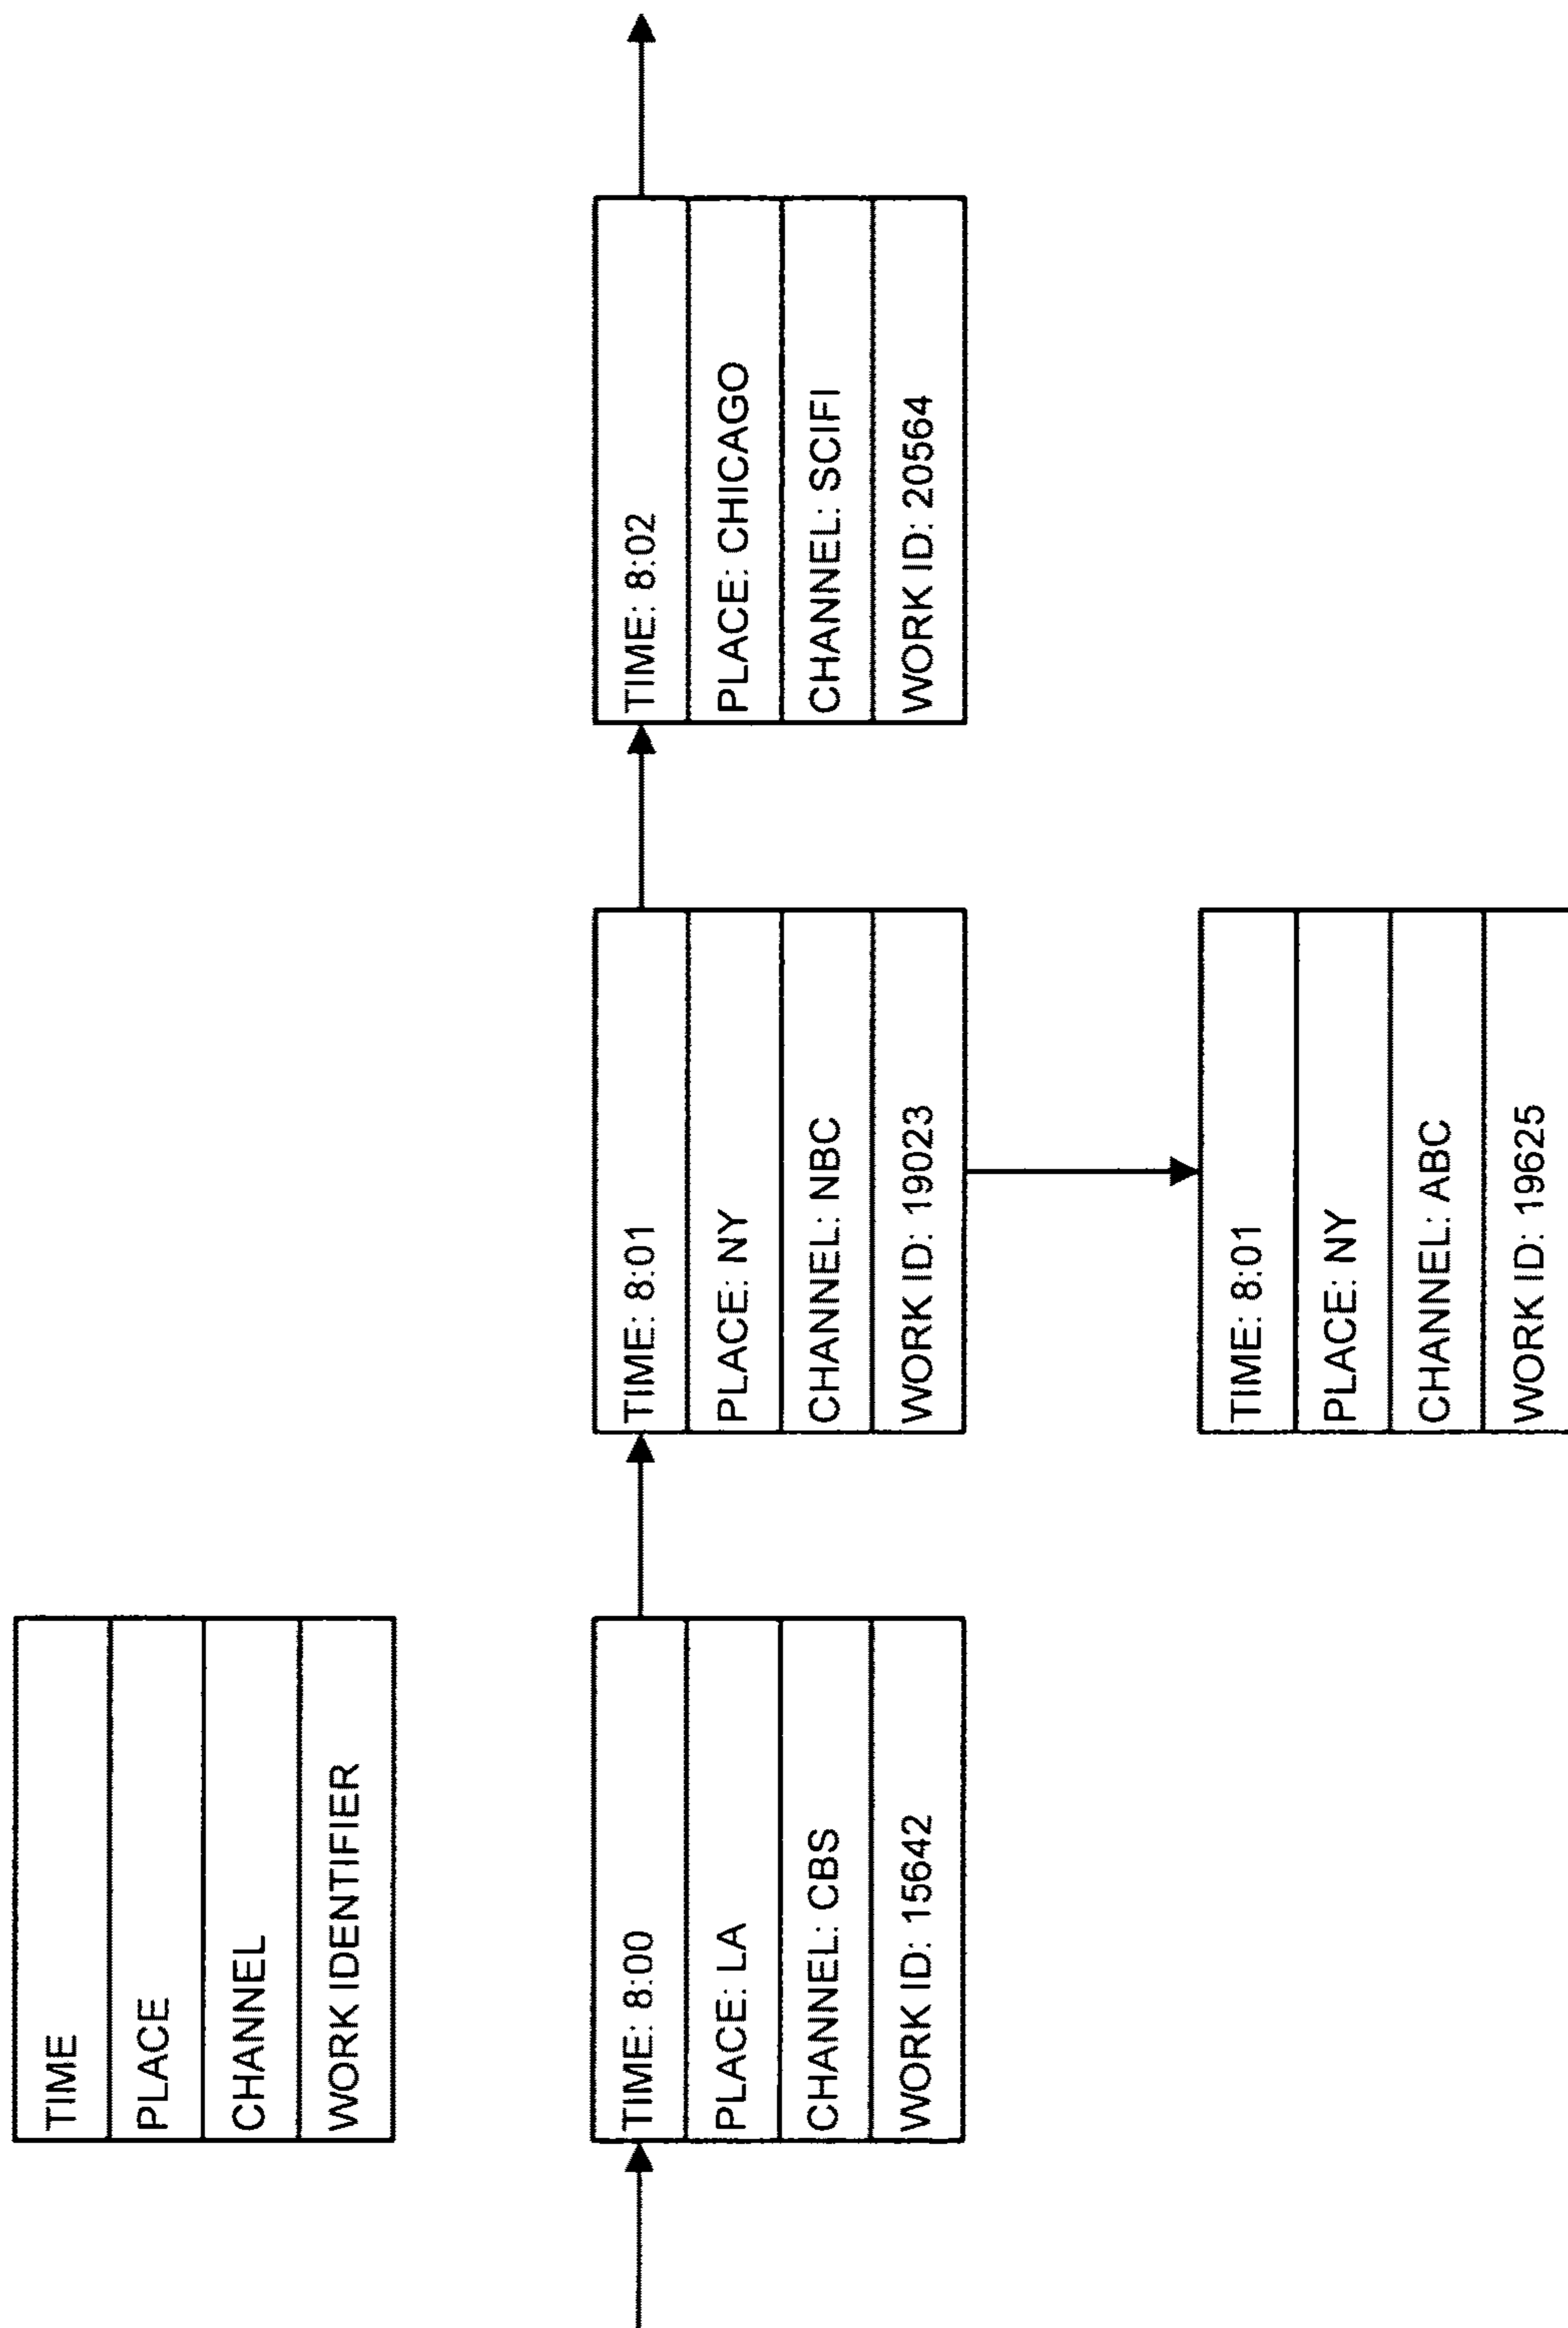 TIME
PLACE
CHANNEL
WORK IDENTIFIER
TIME: 8:00
PLACE: LA
CHANNEL: CBS
WORK ID: 15642
TIME: 8:01
PLACE: NY
CHANNEL: NBC
WORK ID: 19023
TIME: 8:02
PLACE: CHICAGO
CHANNEL: SCIFI
WORK ID: 20564
TIME: 8:01
PLACE: NY
CHANNEL: ABC
WORK ID: 19625